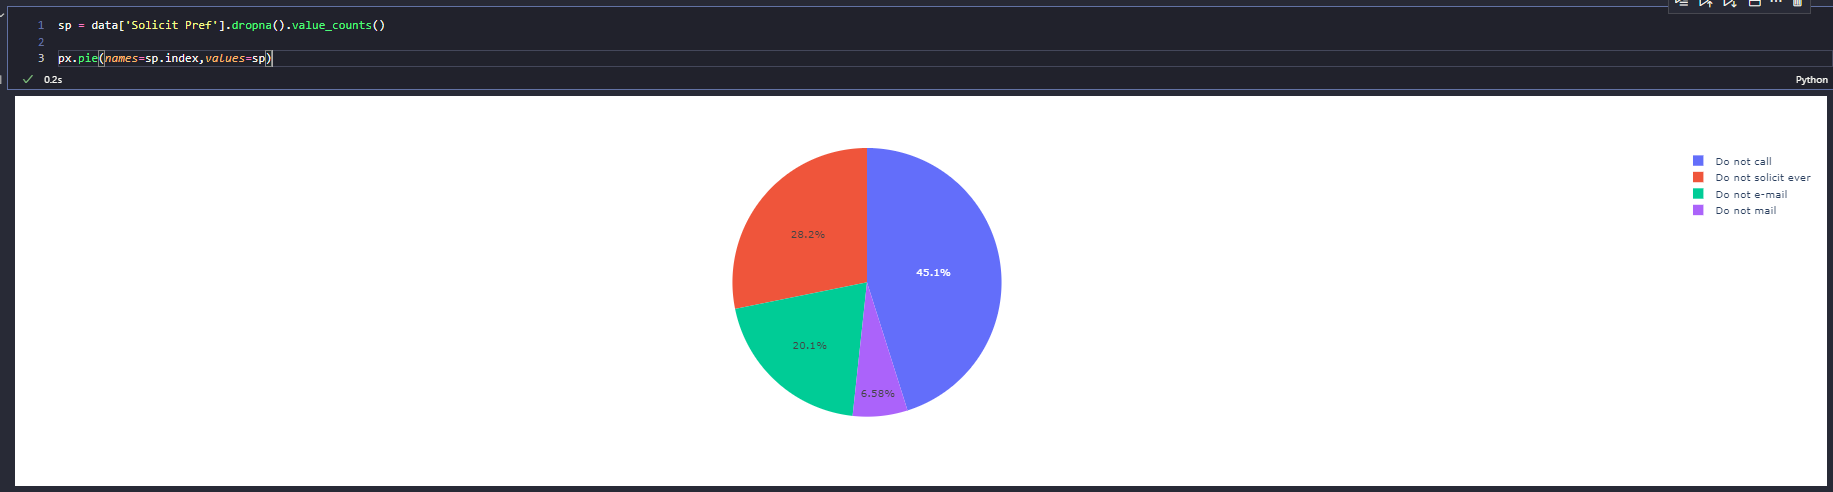 1 sp = data['Solicit Pref'].dropna().value_counts()
2
3 px.pie(names=sp.index,values=sp)
0.2s
Python
Do not call
Do not solicit ever
Do not e-mail
Do not mail
28.2%
45.1%
20.1%
6.58%